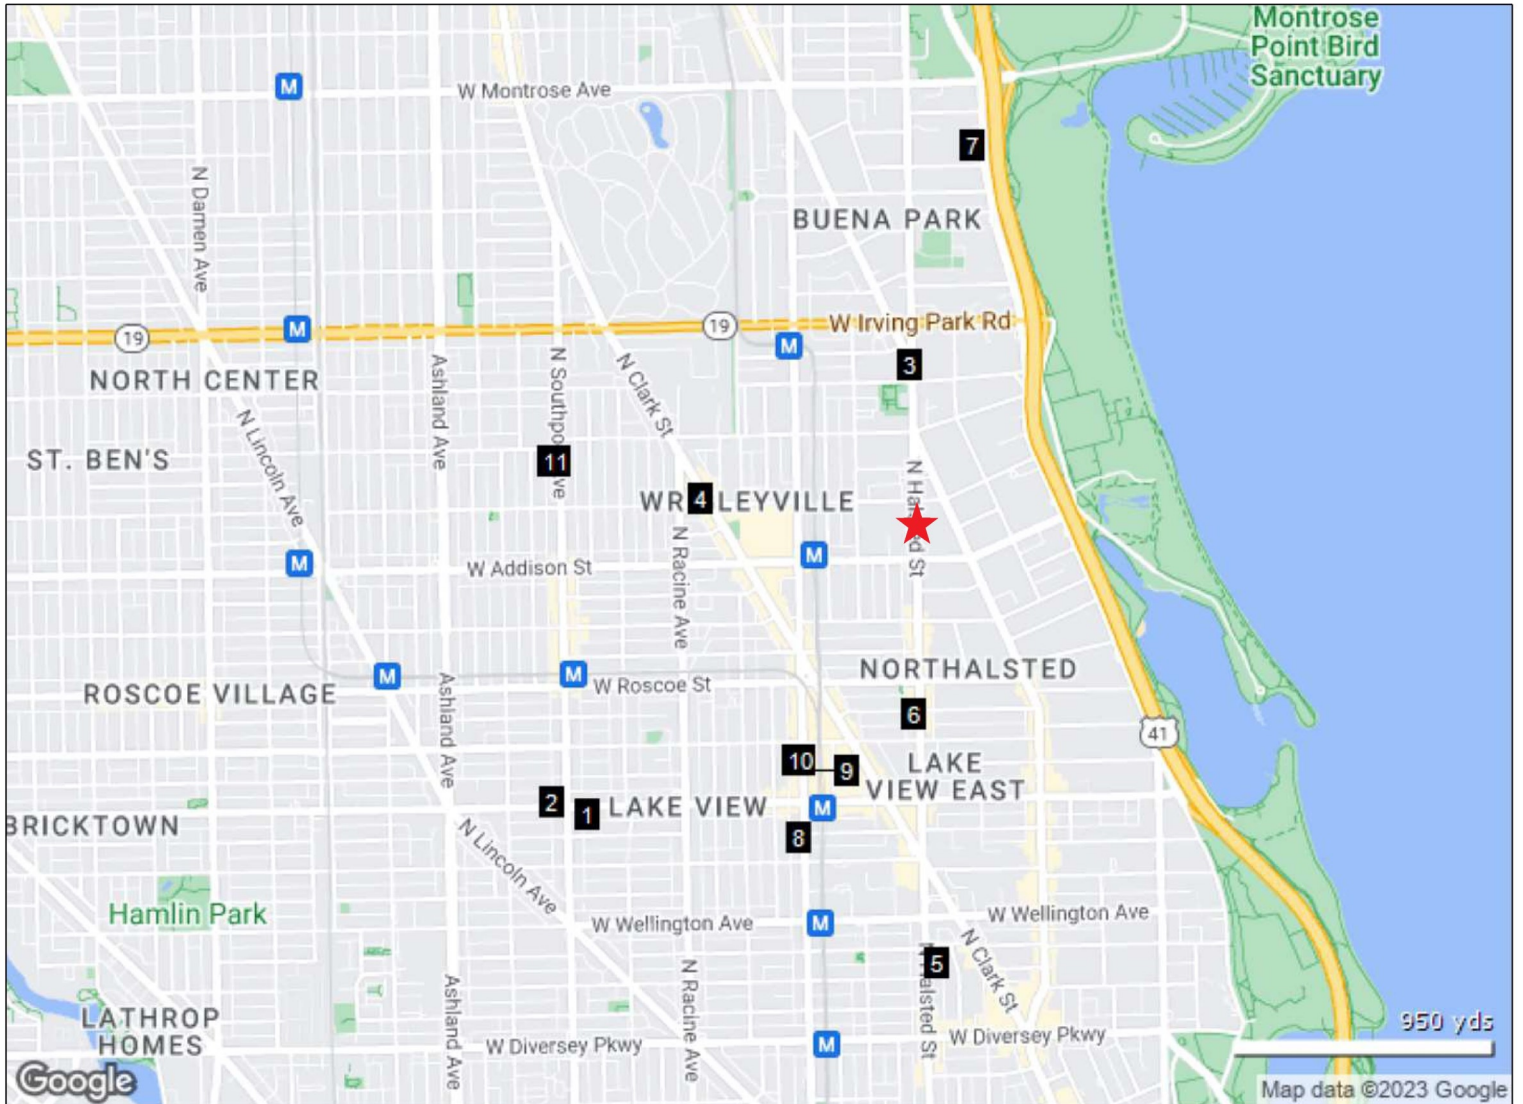 Montrose
Point Bird
Sanctuary
M
W Montrose Ave
7
N Damen Ave
BUENA PARK
19
M
19
W Irving Park Rd
M
3
NORTH CENTER
Ashland Ave
N Southpo
ve
N Clark St
N Lincoln Ave
ST. BEN'S
11
WR
4
LEYVILLE
N Ha
d St
M
W Addison St
N Racine Ave
M
NORTHALSTED
M
M
W Roscoe St
ROSCOE VILLAGE
Ashland Ave
6
41
10
9
LAKE
VIEW EAST
2
1
LAKE VIEW
M
BRICKTOWN
8
N Lincoln Ave
Hamlin Park
W Wellington Ave
M
W Wellington Ave
N Clark St
5
alsted St
N Racine Ave
Ashland Ave
LATHROP
HOMES
950 yds
W Diversey Pkwy
M
W Diversey Pkwy
Google
Map data ©2023 Google